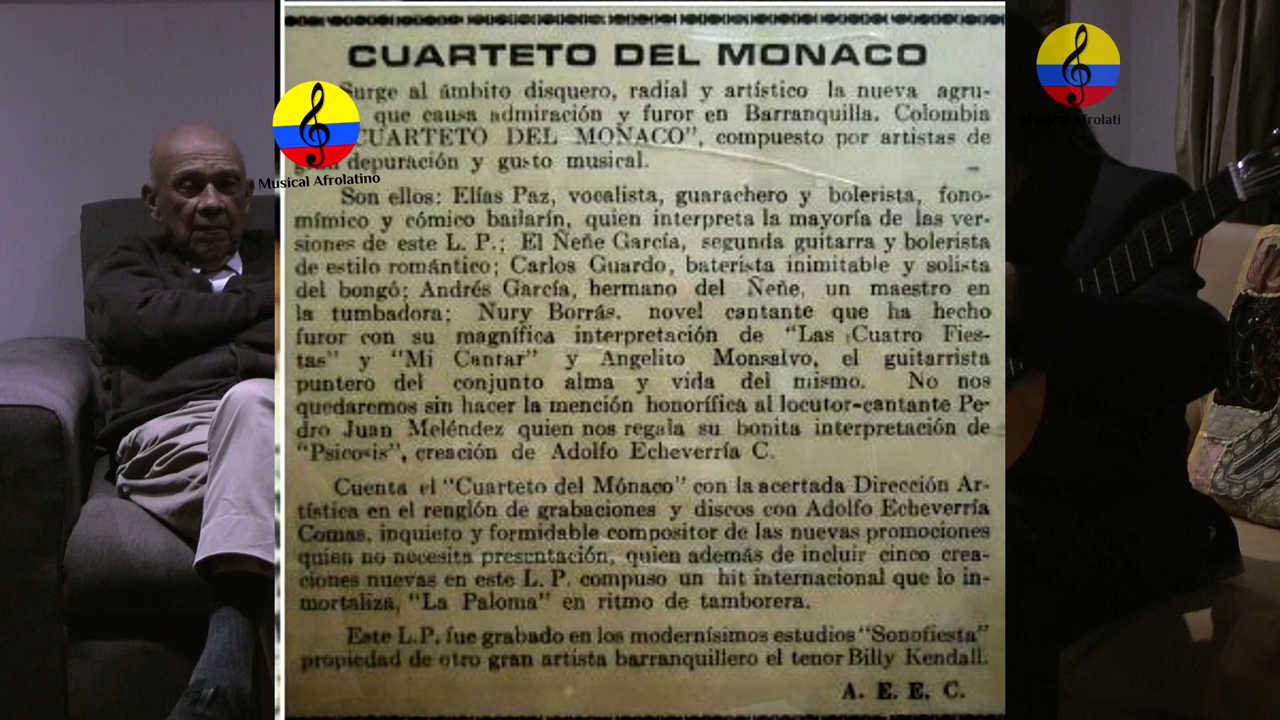 CUARTETO DEL MONACO
Surge al ámbito disquero, radial y artístico la nueva agru-
que causa admiración y furor en Barranquilla. Colombia
CUARTETO DEL MONACO", compuesto por artistas de
depuración y gusto musical.
Son ellos: Elías Paz, vocalista, guarachero y bolerista, fono-
mímico y cómico bailarín, quien interpreta la mayoría de las ver-
siones de este L. P.; El Ñeñe García, segunda guitarra y bolerista
de estilo romántico; Carlos Guardo, baterista inimitable y solista
del bongó; Andrés García, hermano del Ñeñe, un maestro en
la tumbadora; Nury Borrás. novel cantante que ha hecho
furor con su magnífica interpretación de "Las Cuatro Fies-
tas" y "Mi Cantar" y Angelito Monsalvo, el guitarrista
puntero del conjunto alma y vida del mismo. No nos
quedaremos sin hacer la mención honorífica al locutor-cantante Pe-
dro Juan Meléndez quien nos regala su bonita interpretación de
"Psicosis", creación de Adolfo Echeverría C.
Cuenta el "Cuarteto del Mónaco" con la acertada Dirección Ar-
tística en el renglón de grabaciones y discos con Adolfo Echeverría
Comas, inquieto y formidable compositor de las nuevas promociones
quien no necesita presentación, quien además de incluir cinco crea-
ciones nuevas en este L. P. compuso un hit internacional que lo in-
mortaliza, "La Paloma" en ritmo de tamborera.
Este L.P. fue grabado en los modernísimos estudios "Sonofiesta"
propiedad de otro gran artista barranquillero el tenor Billy Kendall.
A. E. E. C.
Musical Afrolatino
Musical Afrolati